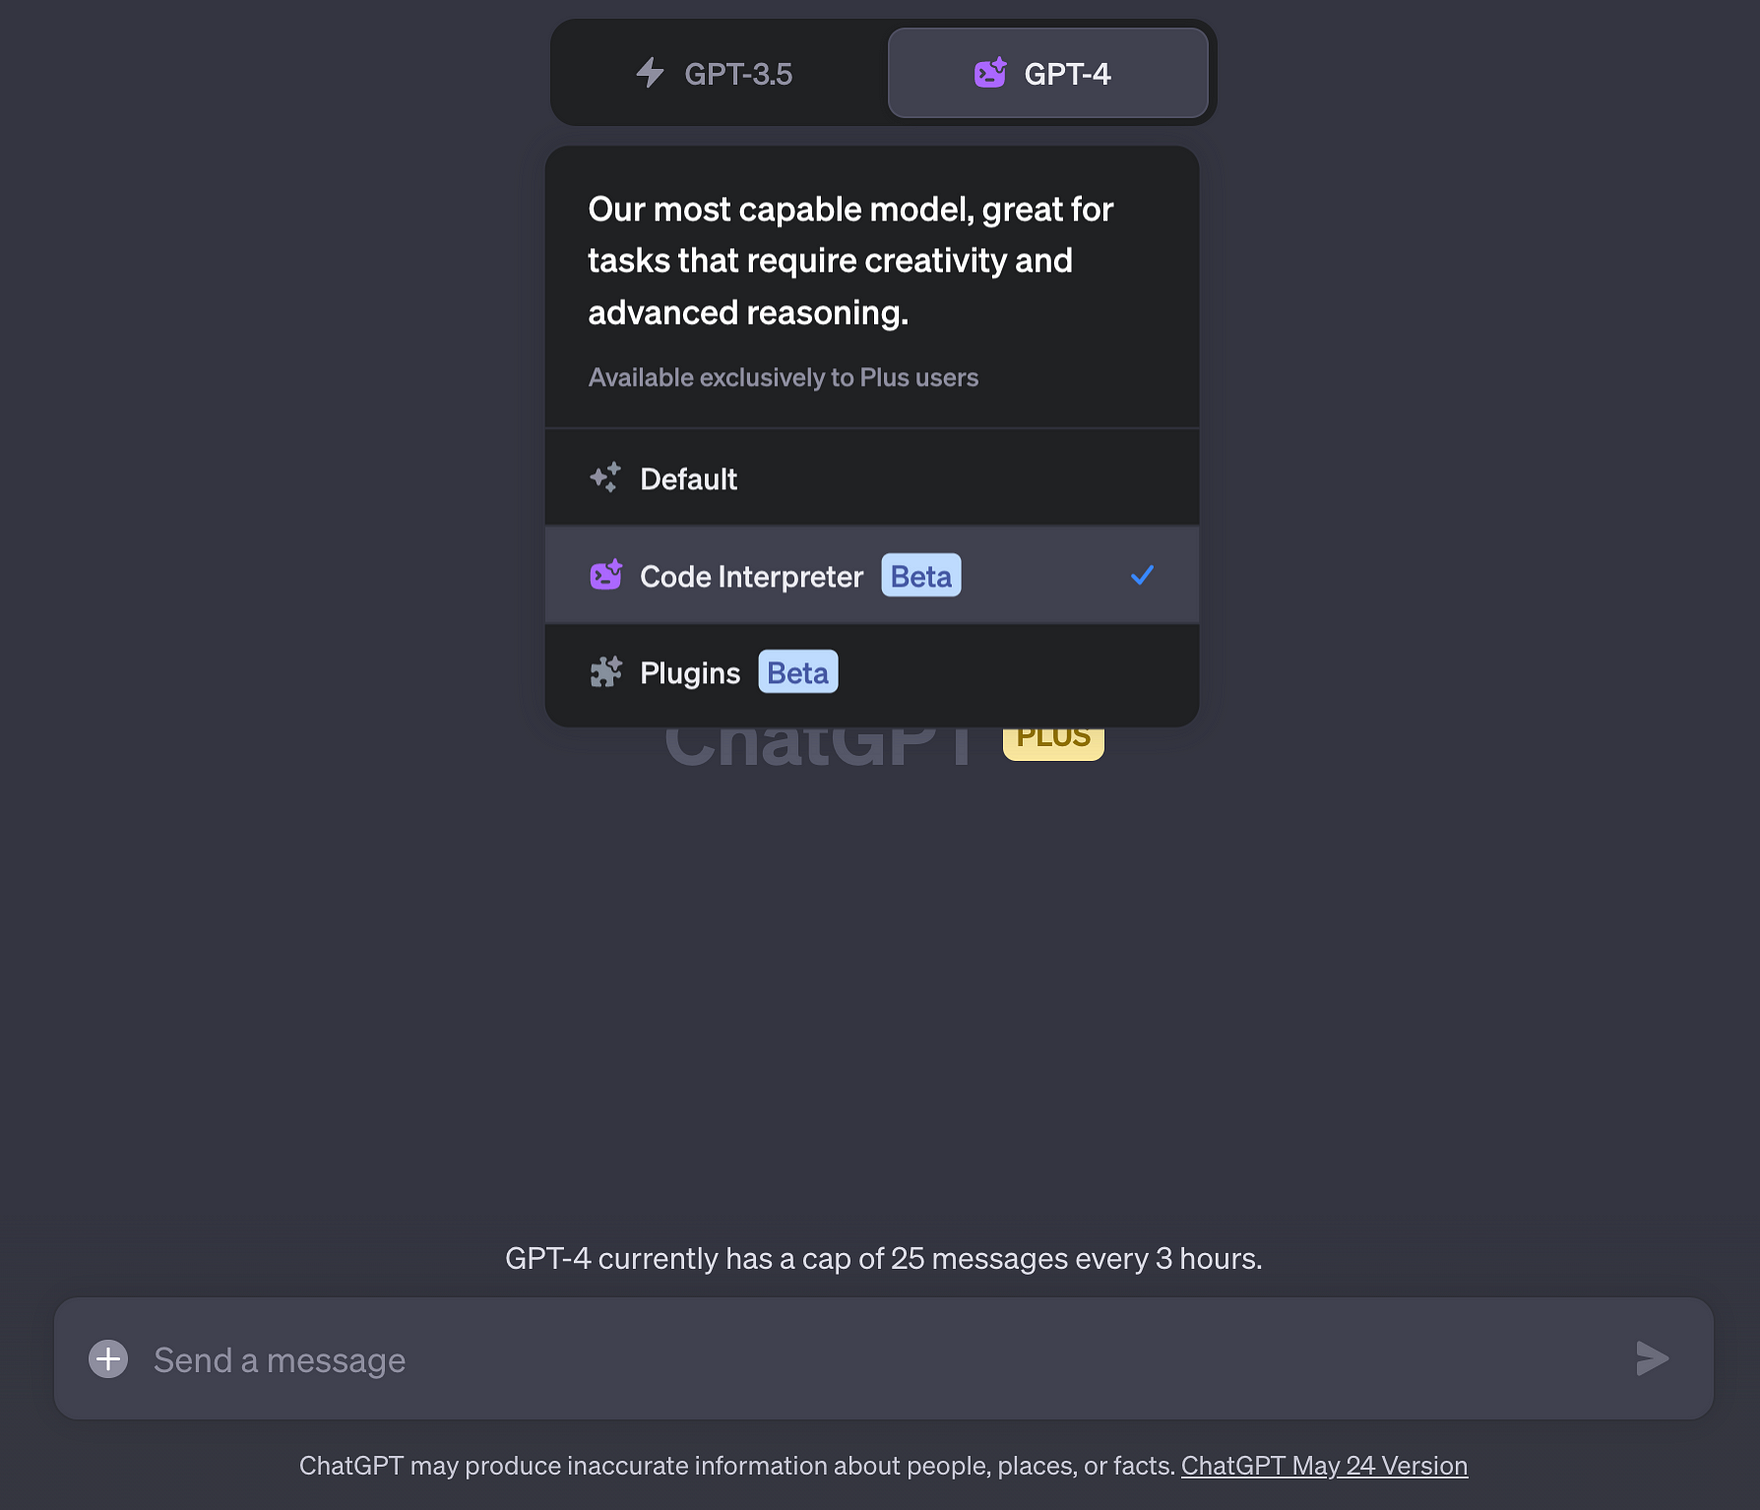 GPT-3.5
GPT-4
Our most capable model, great for
tasks that require creativity and
advanced reasoning.
Available exclusively to Plus users
Default
Code Interpreter Beta
Plugins Beta
ChatGPT PLUS
GPT-4 currently has a cap of 25 messages every 3 hours.
Send a message
ChatGPT may produce inaccurate information about people, places, or facts. ChatGPT May 24 Version